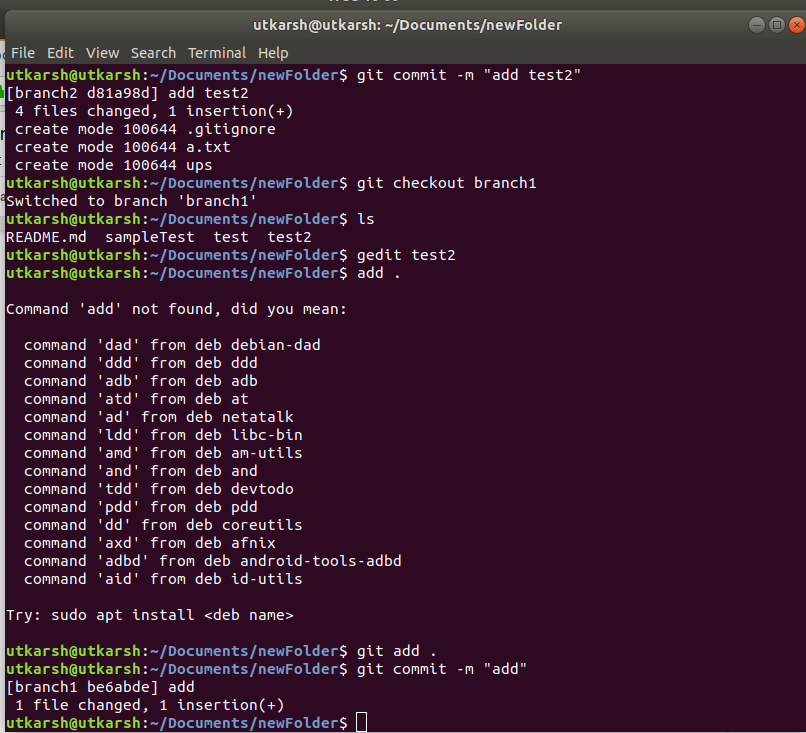 utkarsh@utkarsh: ~/Documents/newFolder
File Edit View Search Terminal Help
utkarsh@utkarsh:~/Documents/newFolder$ git commit -m "add test2"
[branch2 d81a98d] add test2
 4 files changed, 1 insertion(+)
 create mode 100644 .gitignore
 create mode 100644 a.txt
 create mode 100644 ups
utkarsh@utkarsh:~/Documents/newFolder$ git checkout branch1
Switched to branch 'branch1'
utkarsh@utkarsh:~/Documents/newFolder$ ls
README.md  sampleTest  test  test2
utkarsh@utkarsh:~/Documents/newFolder$ gedit test2
utkarsh@utkarsh:~/Documents/newFolder$ add .
Command 'add' not found, did you mean:
  command 'dad' from deb debian-dad
  command 'ddd' from deb ddd
  command 'adb' from deb adb
  command 'atd' from deb at
  command 'ad' from deb netatalk
  command 'ldd' from deb libc-bin
  command 'amd' from deb am-utils
  command 'and' from deb and
  command 'tdd' from deb devtodo
  command 'pdd' from deb pdd
  command 'dd' from deb coreutils
  command 'axd' from deb afnix
  command 'adbd' from deb android-tools-adbd
  command 'aid' from deb id-utils
Try: sudo apt install <deb name>
utkarsh@utkarsh:~/Documents/newFolder$ git add .
utkarsh@utkarsh:~/Documents/newFolder$ git commit -m "add"
[branch1 be6abde] add
 1 file changed, 1 insertion(+)
utkarsh@utkarsh:~/Documents/newFolder$